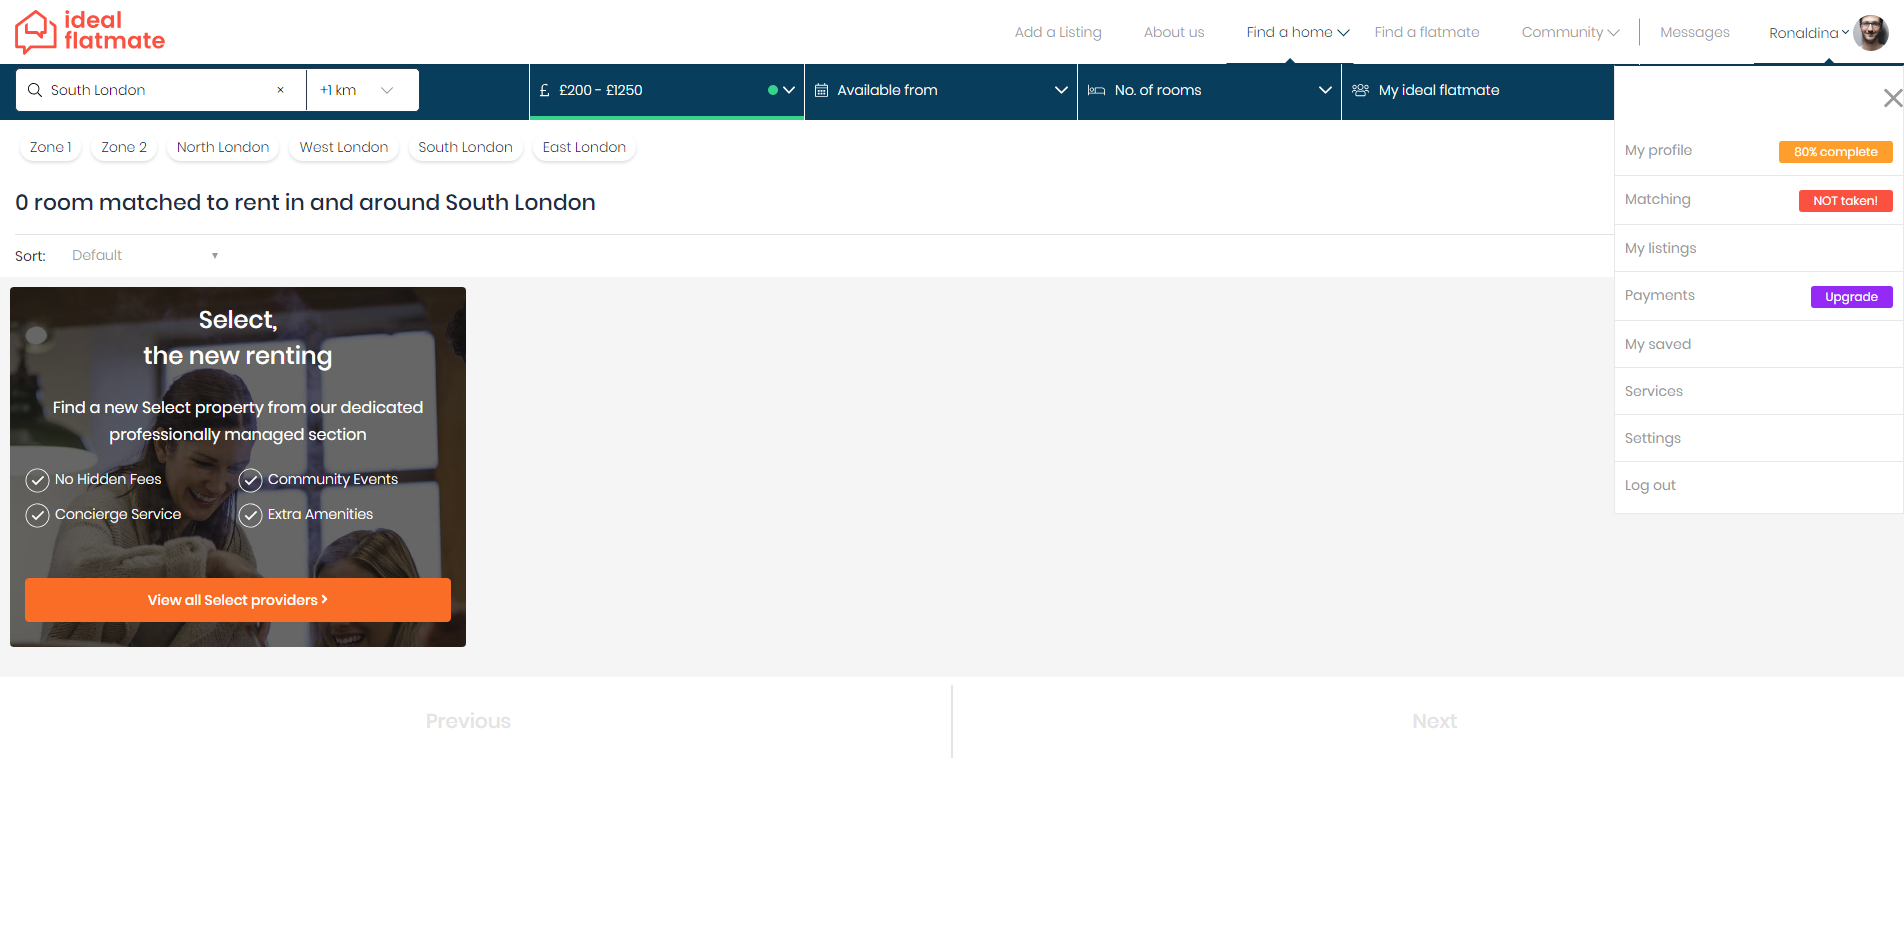 ideal
flatmate
Add a Listing
About us
Find a home
Find a flatmate
Community
Messages
Ronaldina
South London
×
+1 km
£ £200 - £1250
Available from
No. of rooms
My ideal flatmate
Zone 1
Zone 2
North London
West London
South London
East London
0 room matched to rent in and around South London
Sort:
Default
My profile
80% complete
Matching
NOT taken!
My listings
Payments
Upgrade
My saved
Services
Settings
Log out
Select,
the new renting
Find a new Select property from our dedicated
professionally managed section
No Hidden Fees
Community Events
Concierge Service
Extra Amenities
View all Select providers >
Previous
Next